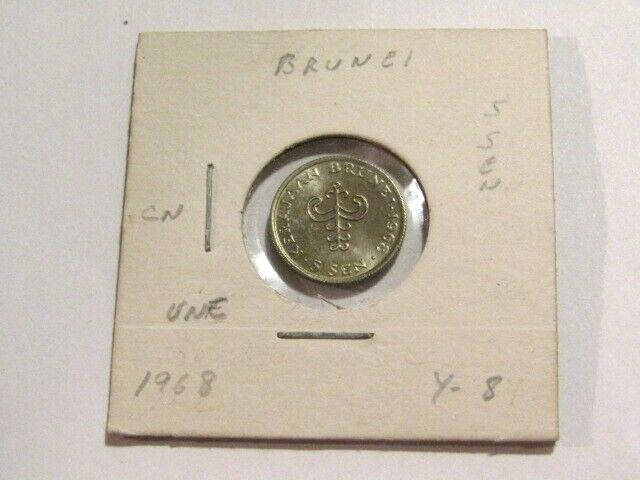 BRUNEI
5 SEN
CN
KERAJAAN BRUNEI 1968
· 5 SEN ·
UNC
1968
Y- 8